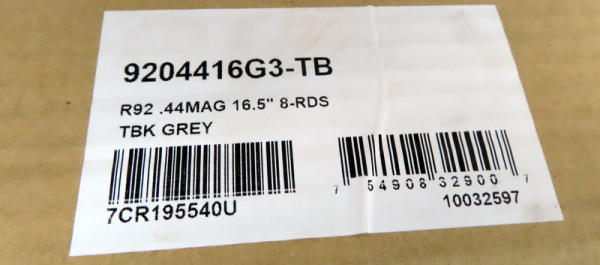 9204416G3-TB
R92 .44MAG 16.5" 8-RDS
TBK GREY
7CR195540U
7 54908 32900 7
10032597